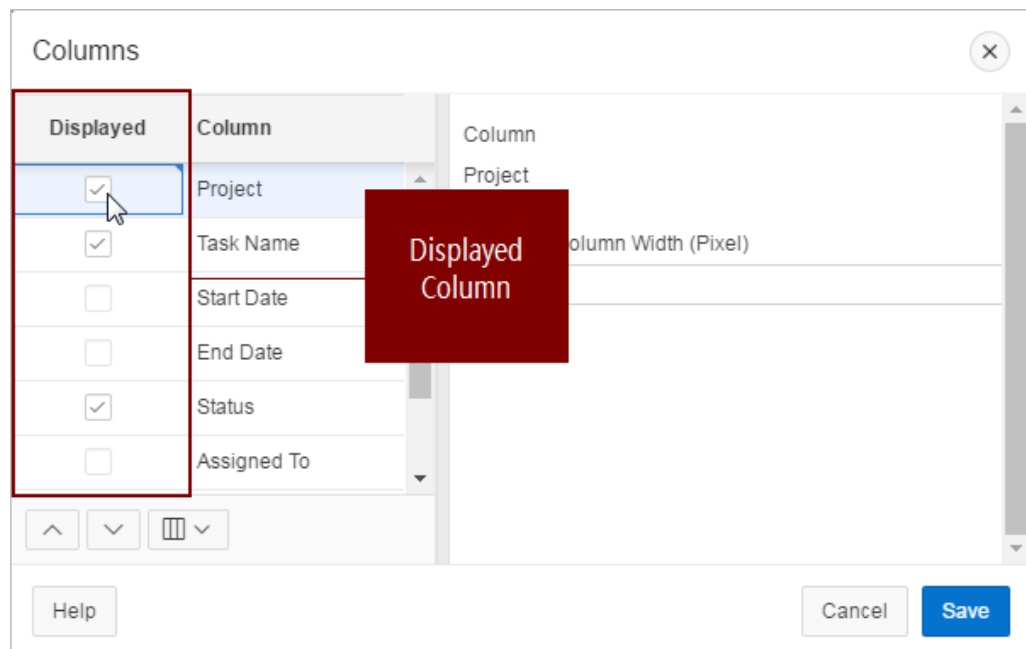 Columns
Displayed
Column
Project
Task Name
Start Date
End Date
Status
Assigned To
Column
Project
olumn Width (Pixel)
Displayed
Column
Help
Cancel
Save